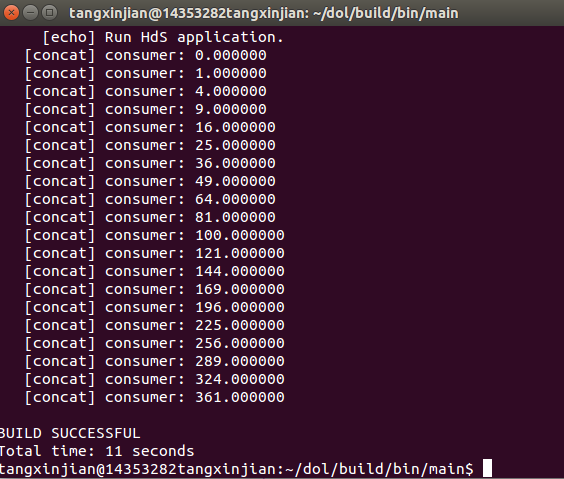 tangxinjian@14353282tangxinjian: ~/dol/build/bin/main
[echo] Run HdS application.
[concat] consumer: 0.000000
[concat] consumer: 1.000000
[concat] consumer: 4.000000
[concat] consumer: 9.000000
[concat] consumer: 16.000000
[concat] consumer: 25.000000
[concat] consumer: 36.000000
[concat] consumer: 49.000000
[concat] consumer: 64.000000
[concat] consumer: 81.000000
[concat] consumer: 100.000000
[concat] consumer: 121.000000
[concat] consumer: 144.000000
[concat] consumer: 169.000000
[concat] consumer: 196.000000
[concat] consumer: 225.000000
[concat] consumer: 256.000000
[concat] consumer: 289.000000
[concat] consumer: 324.000000
[concat] consumer: 361.000000
BUILD SUCCESSFUL
Total time: 11 seconds
tangxinjian@14353282tangxinjian:~/dol/build/bin/main$